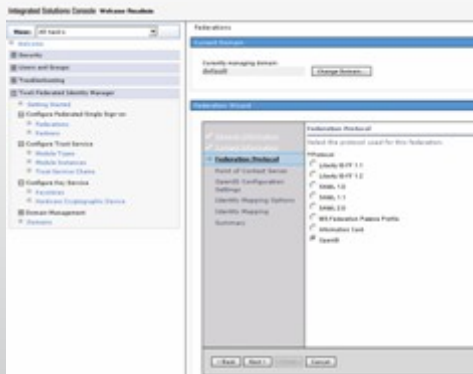 Integrated Solutions Console Welcome
View: All tasks
Welcome
Security
Users and Groups
Troubleshooting
Tivoli Federated Identity Manager
Getting Started
Configure Federated Single Sign-on
Federations
Partners
Configure Trust Service
Module Types
Module Instances
Trust Service Chains
Configure Key Service
Keystores
Hardware Cryptographic Device
Domain Management
Domains
Federations
Current Domain
Currently managing domain:
default
Change Domain...
Federation Wizard
General Information
Contact Information
Federation Protocol
Point of Contact Server
OpenID Configuration
Settings
Identity Mapping Options
Identity Mapping
Summary
Federation Protocol
Select the protocol used for this federation.
Protocol
Liberty ID-FF 1.1
Liberty ID-FF 1.2
SAML 1.0
SAML 1.1
SAML 2.0
WS-Federation Passive Profile
Information Card
OpenID
< Back
Next >
Cancel